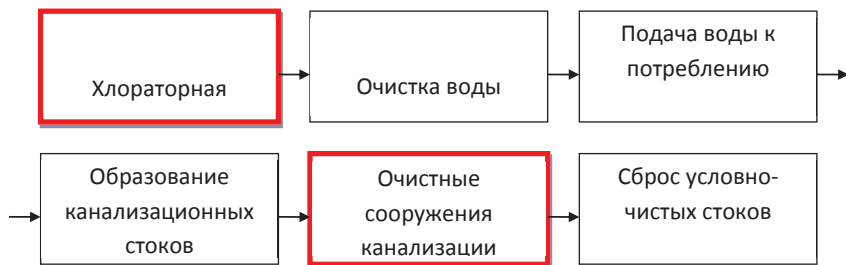 Хлораторная
Очистка воды
Подача воды к
потреблению
Образование
канализационных
стоков
Очистные
сооружения
канализации
Сброс условно-
чистых стоков